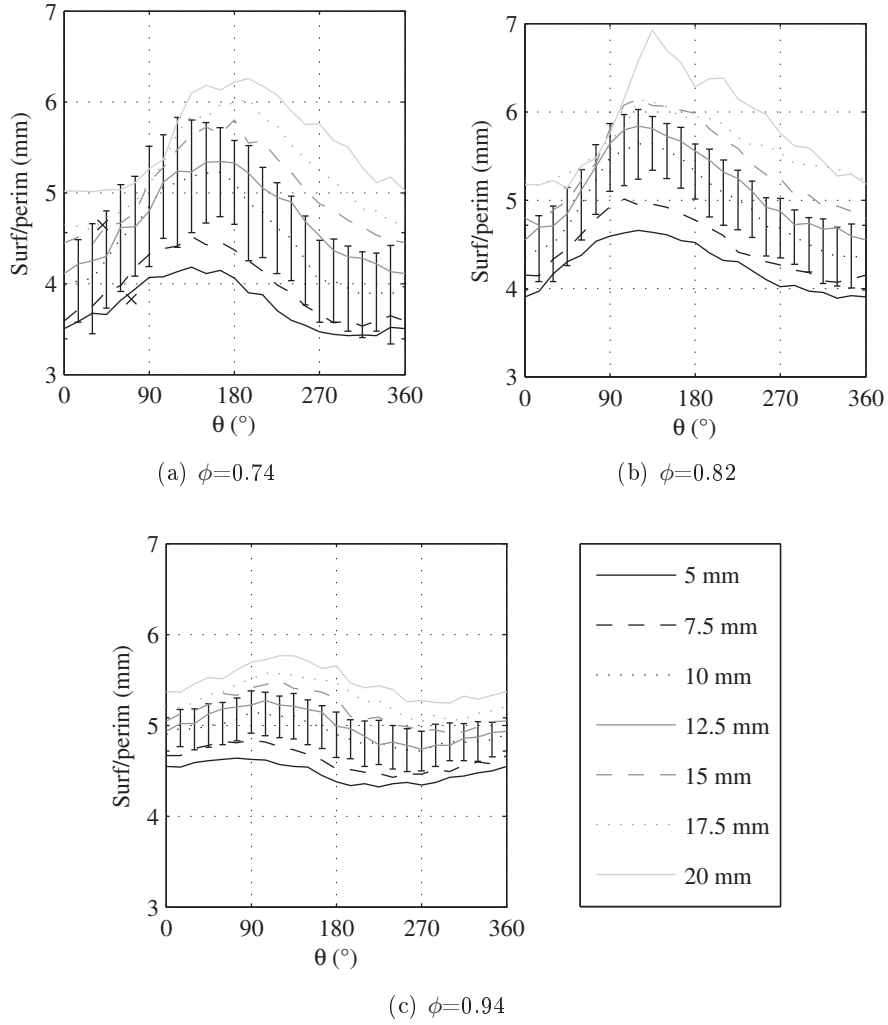 7
6
5
4
3
Surf/perim (mm)
0 90 180 270 360
θ (°)
(a) ϕ=0.74
7
6
5
4
3
Surf/perim (mm)
0 90 180 270 360
θ (°)
(b) ϕ=0.82
7
6
5
4
3
Surf/perim (mm)
0 90 180 270 360
θ (°)
5 mm
7.5 mm
10 mm
12.5 mm
15 mm
17.5 mm
20 mm
(c) ϕ=0.94